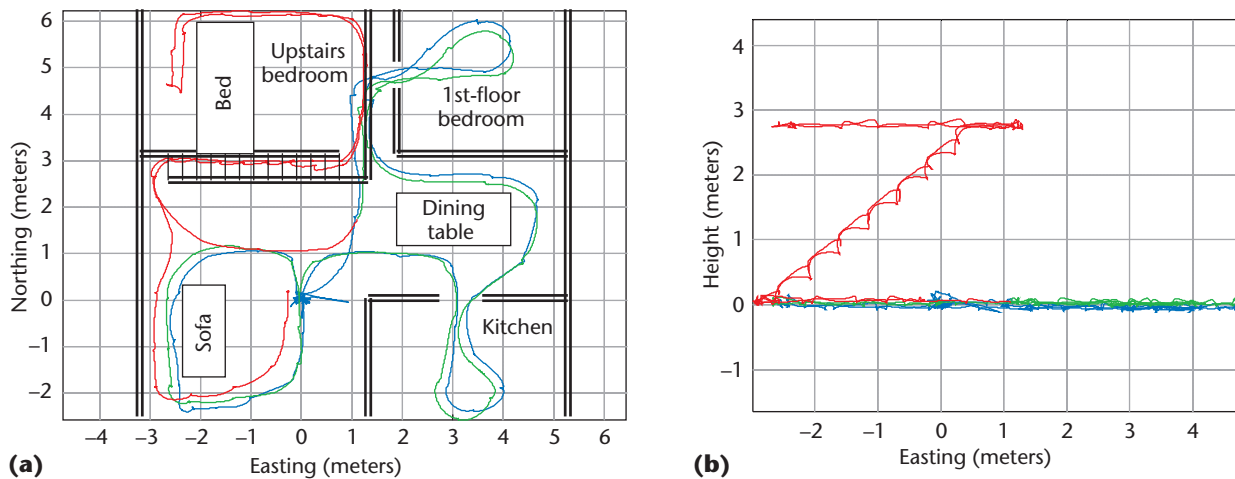 6
5
4
3
2
1
0
−1
−2
Northing (meters)
Bed
Upstairs
bedroom
1st-floor
bedroom
Dining
table
Sofa
Kitchen
−4 −3 −2 −1 0 1 2 3 4 5 6
Easting (meters)
(a)
4
3
2
1
0
−1
Height (meters)
−2 −1 0 1 2 3 4
Easting (meters)
(b)